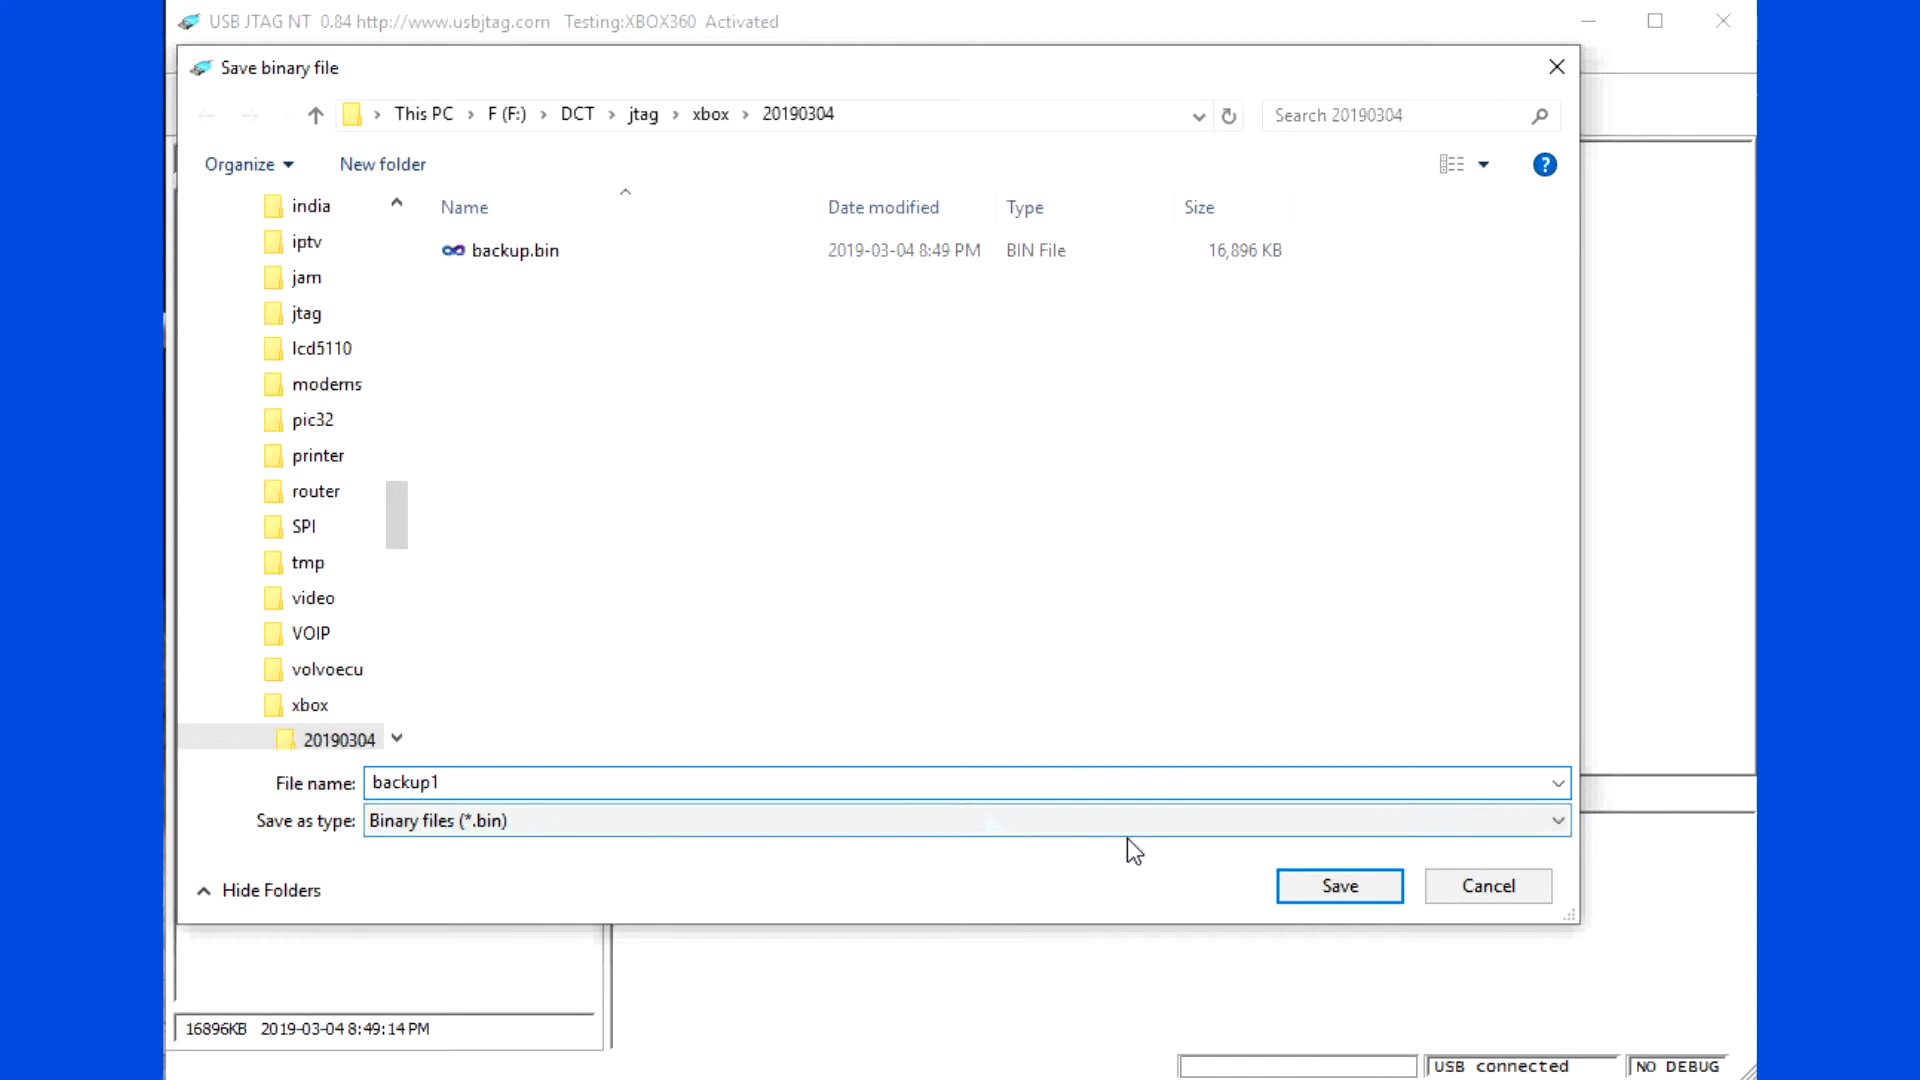 USB JTAG NT 0.84 http://www.usbjtag.com Testing:XBOX360 Activated
Save binary file
This PC > F (F:) > DCT > jtag > xbox > 20190304
Search 20190304
Organize
New folder
?
Name
Date modified
Type
Size
backup.bin
2019-03-04 8:49 PM
BIN File
16,896 KB
india
iptv
jarn
jtag
lcd5110
modems
pic32
printer
router
SPI
tmp
video
VOIP
volvoecu
xbox
20190304
File name: backup1
Save as type: Binary files (*.bin)
Hide Folders
Save
Cancel
16896KB 2019-03-04 8:49:14 PM
USB connected
NO DEBUG